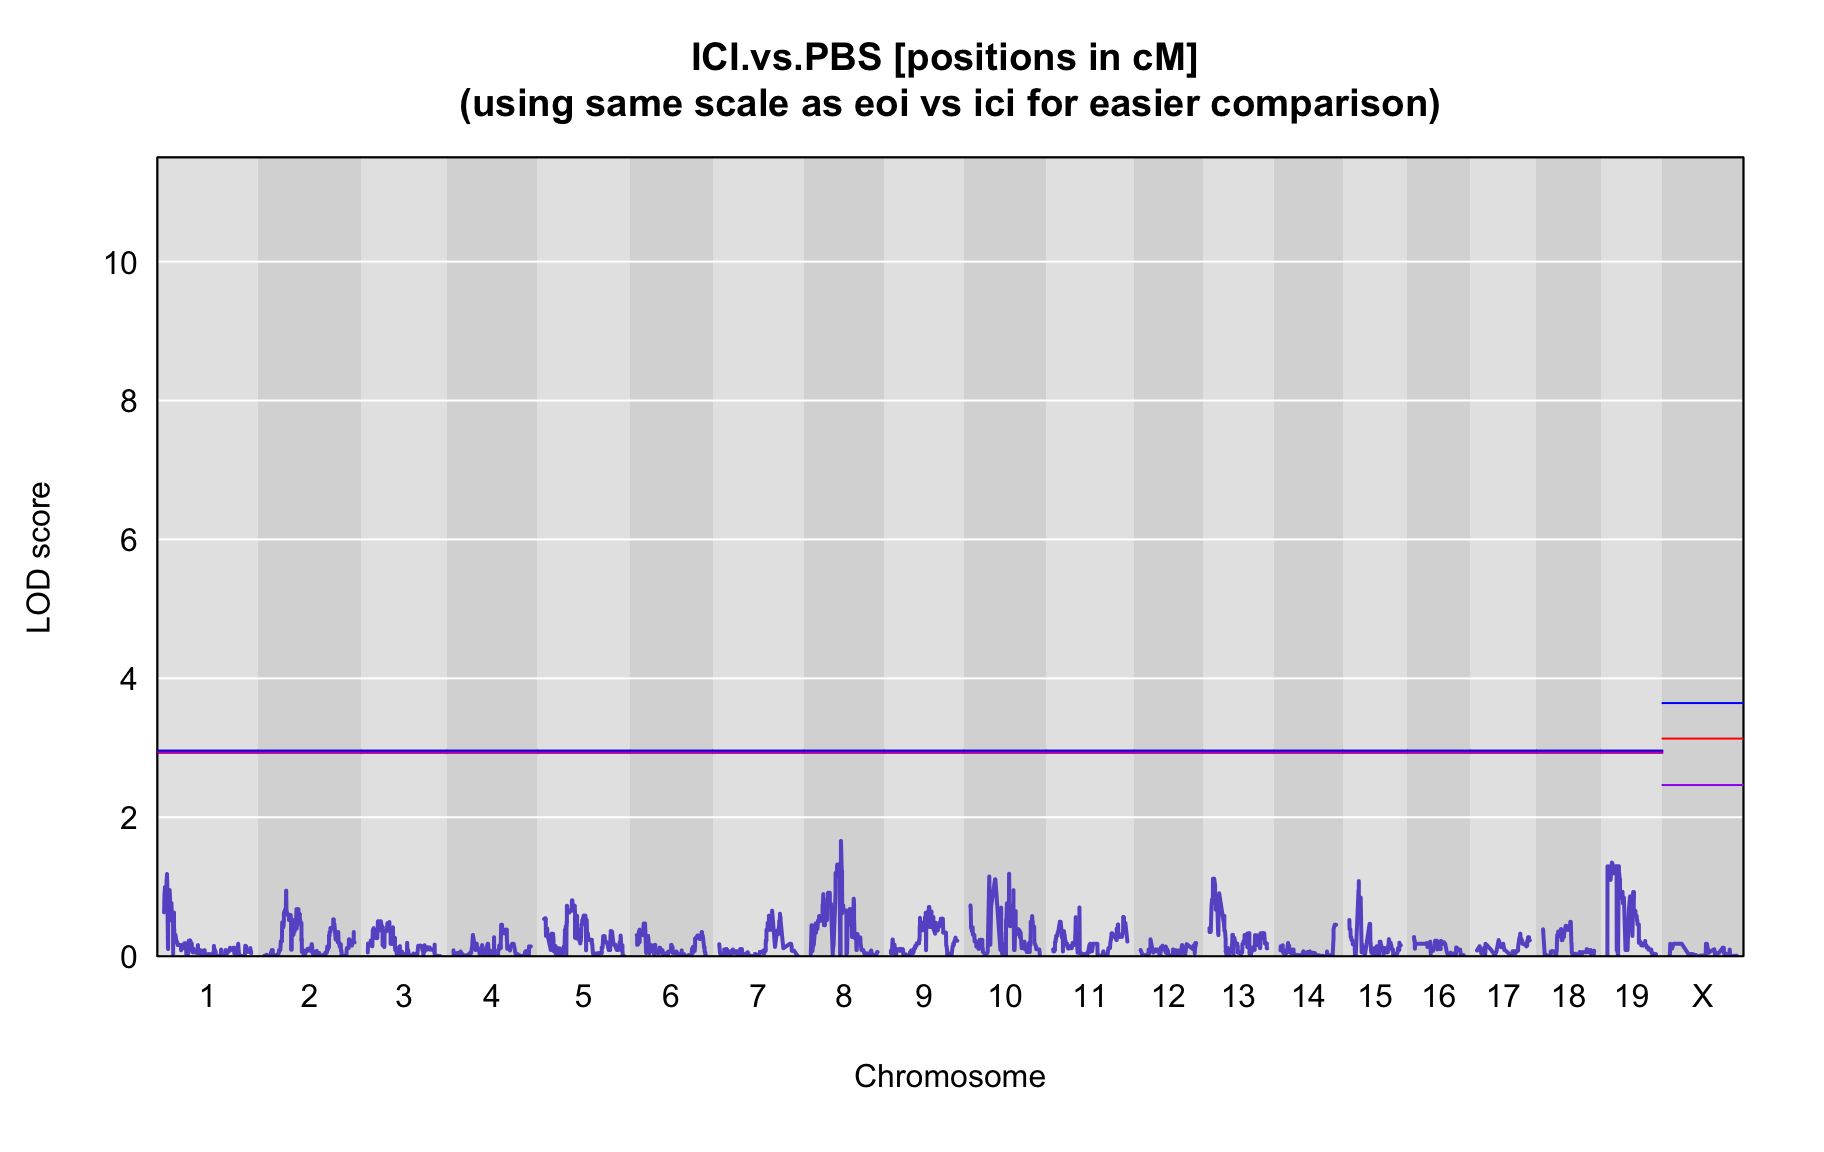 ICI.vs.PBS [positions in cM]
(using same scale as eoi vs ici for easier comparison)
LOD score
10
8
6
4
2
0
1 2 3 4 5 6 7 8 9 10 11 12 13 14 15 16 17 18 19 X
Chromosome